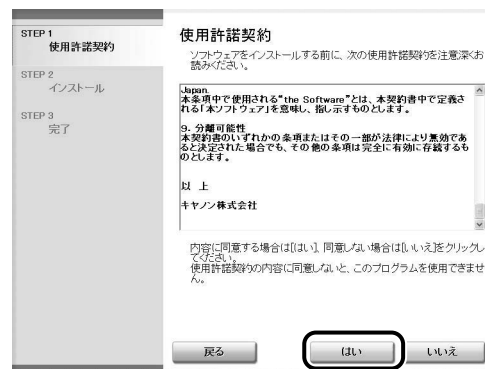 STEP 1
使用許諾契約
STEP 2
インストール
STEP 3
完了
使用許諾契約
ソフトウェアをインストールする前に、次の使用許諾契約を注意深くお
読みください。
Japan.
本条項中で使用される“the Software”とは、本契約書中で定義さ
れる「本ソフトウェア」を意味し、指し示すものとします。
9. 分離可能性
本契約書のいずれかの条項またはその一部が法律により無効であ
ると決定された場合でも、その他の条項は完全に有効に存続するも
のとします。
以 上
キヤノン株式会社
内容に同意する場合は[はい]、同意しない場合は[いいえ]をクリックし
てください。
使用許諾契約の内容に同意しないと、このプログラムを使用できませ
ん。
戻る
はい
いいえ